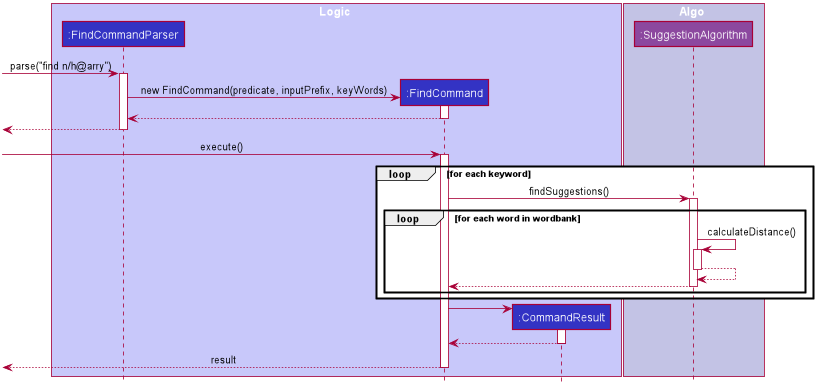 Logic
Algo
:FindCommandParser
:SuggestionAlgorithm
parse("find n/h@arry")
new FindCommand(predicate, inputPrefix, keyWords)
:FindCommand
execute()
loop [for each keyword]
findSuggestions()
loop [for each word in wordbank]
calculateDistance()
:CommandResult
result